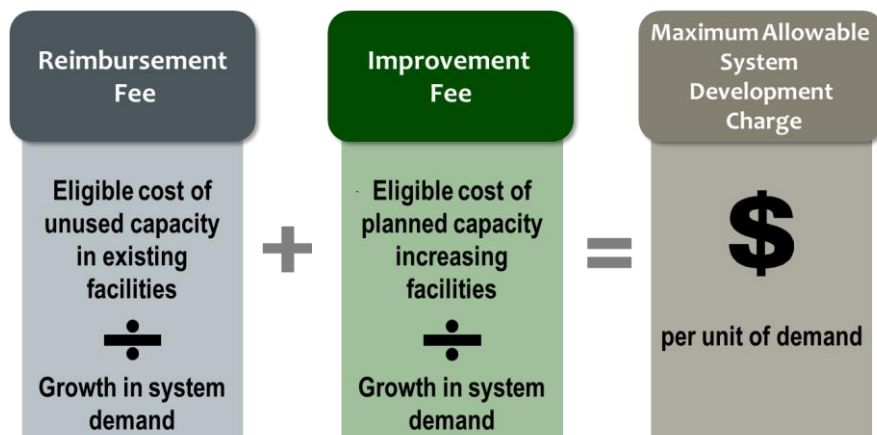 Reimbursement
Fee
Eligible cost of
unused capacity
in existing
facilities
÷
Growth in system
demand
+
Improvement
Fee
Eligible cost of
planned capacity
increasing
facilities
÷
Growth in system
demand
=
Maximum Allowable
System
Development
Charge
$
per unit of demand